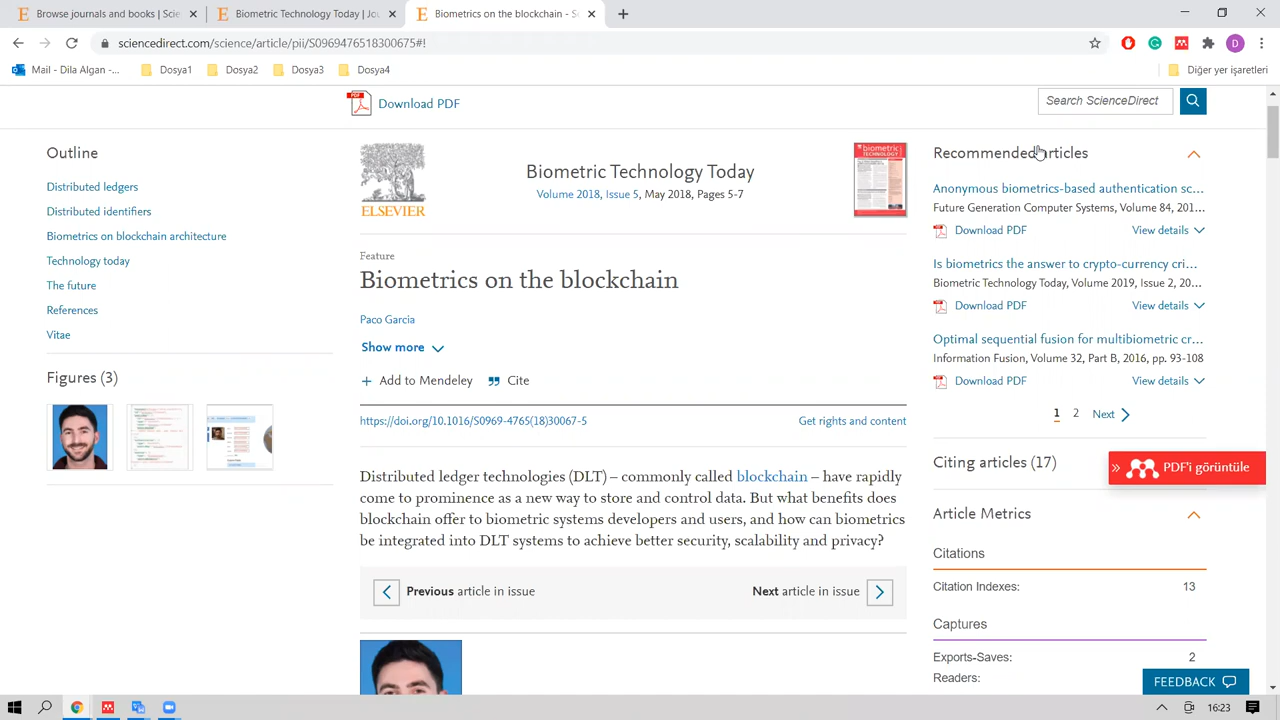 Browse journals and books | Scie
Biometric Technology Today | Jou
Biometrics on the blockchain - Sc
sciencedirect.com/science/article/pii/S0969476518300675#!
Mail - Dila Algan -...
Dosya1
Dosya2
Dosya3
Dosya4
Diğer yer işaretleri
Download PDF
Search ScienceDirect
Outline
Distributed ledgers
Distributed identifiers
Biometrics on blockchain architecture
Technology today
The future
References
Vitae
Figures (3)
ELSEVIER
Biometric Technology Today
Volume 2018, Issue 5, May 2018, Pages 5-7
biometric
TECHNOLOGY
Feature
Biometrics on the blockchain
Paco Garcia
Show more
Add to Mendeley
Cite
https://doi.org/10.1016/S0969-4765(18)30067-5
Get rights and content
Distributed ledger technologies (DLT) – commonly called blockchain – have rapidly
come to prominence as a new way to store and control data. But what benefits does
blockchain offer to biometric systems developers and users, and how can biometrics
be integrated into DLT systems to achieve better security, scalability and privacy?
Previous article in issue
Next article in issue
Recommended articles
Anonymous biometrics-based authentication sc...
Future Generation Computer Systems, Volume 84, 201...
Download PDF
View details
Is biometrics the answer to crypto-currency cri...
Biometric Technology Today, Volume 2019, Issue 2, 20...
Download PDF
View details
Optimal sequential fusion for multibiometric cr...
Information Fusion, Volume 32, Part B, 2016, pp. 93-108
Download PDF
View details
1 2 Next
Citing articles (17)
PDF'i görüntüle
Article Metrics
Citations
Citation Indexes: 13
Captures
Exports-Saves: 2
Readers:
FEEDBACK
16:23